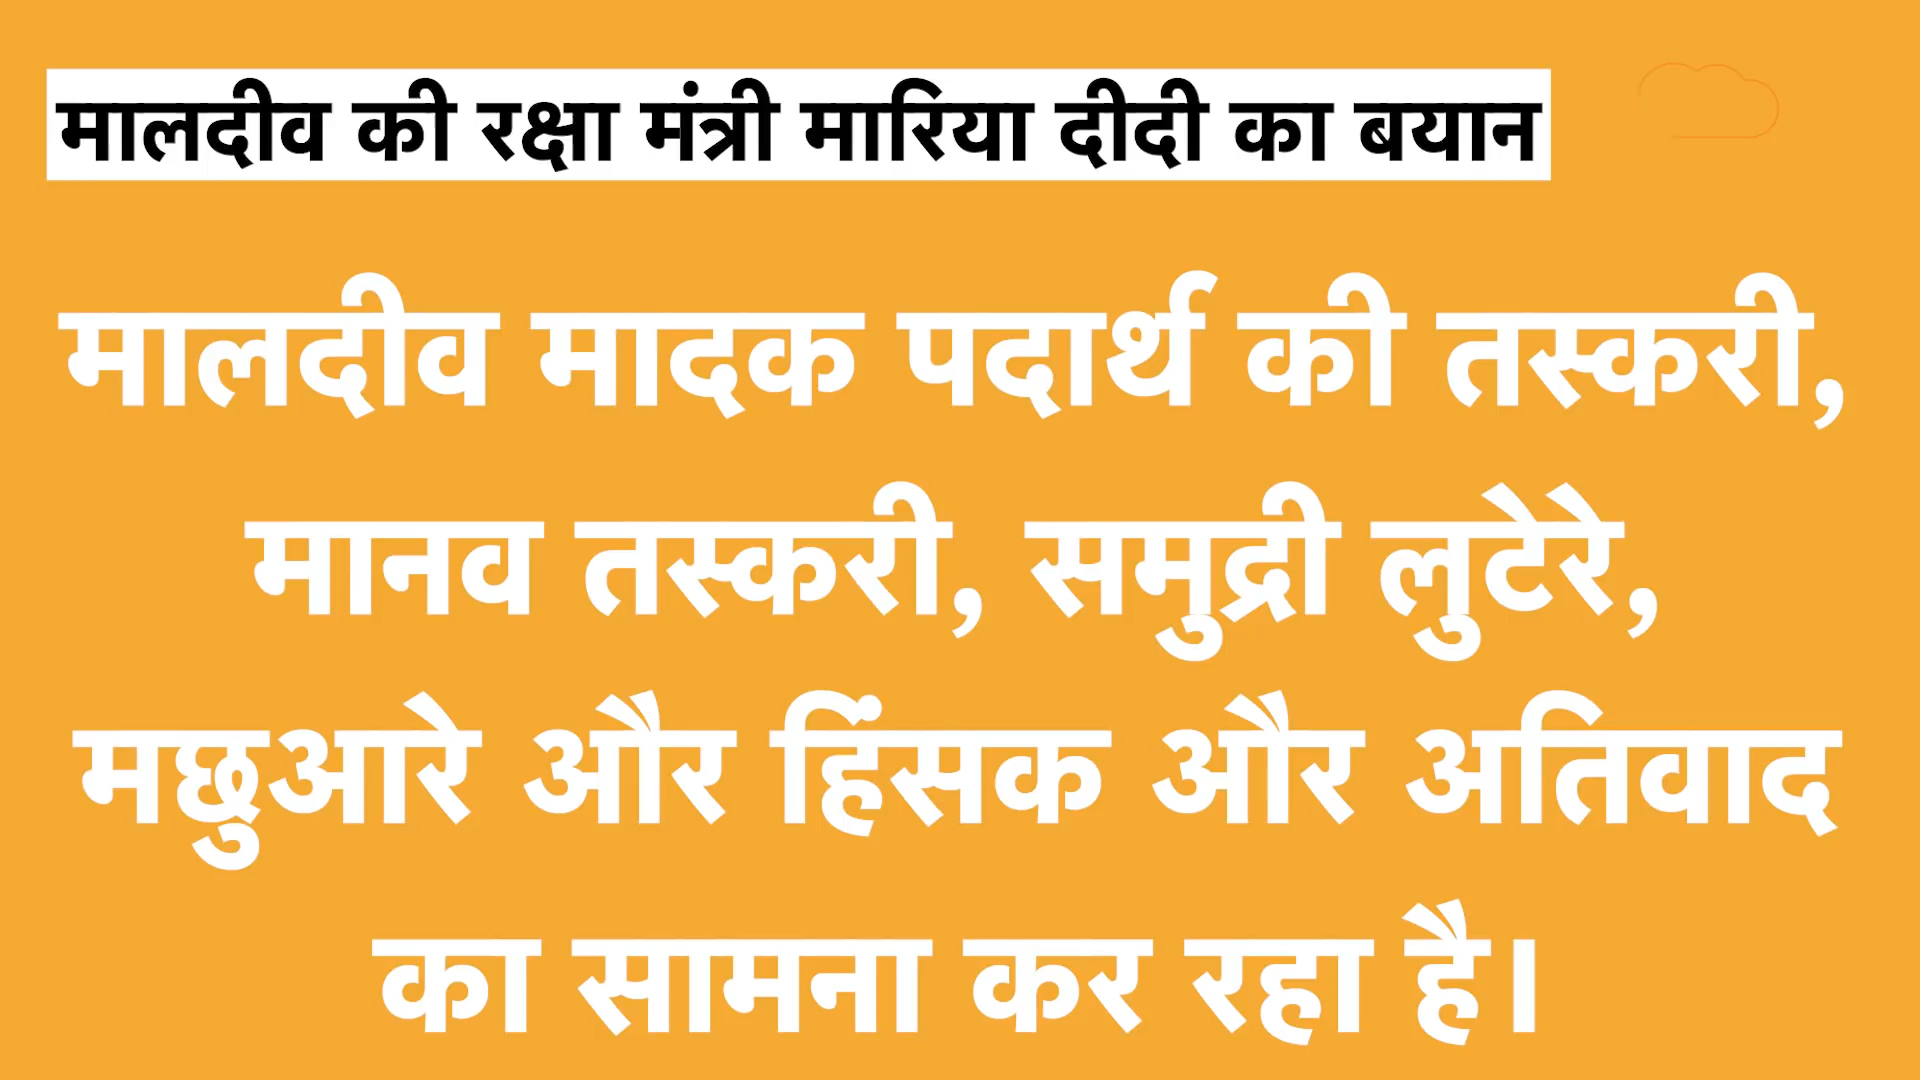 मालदीव की रक्षा मंत्री मारिया दीदी का बयान
मालदीव मादक पदार्थ की तस्करी,
मानव तस्करी, समुद्री लुटेरे,
मछुआरे और हिंसक और अतिवाद
का सामना कर रहा है।